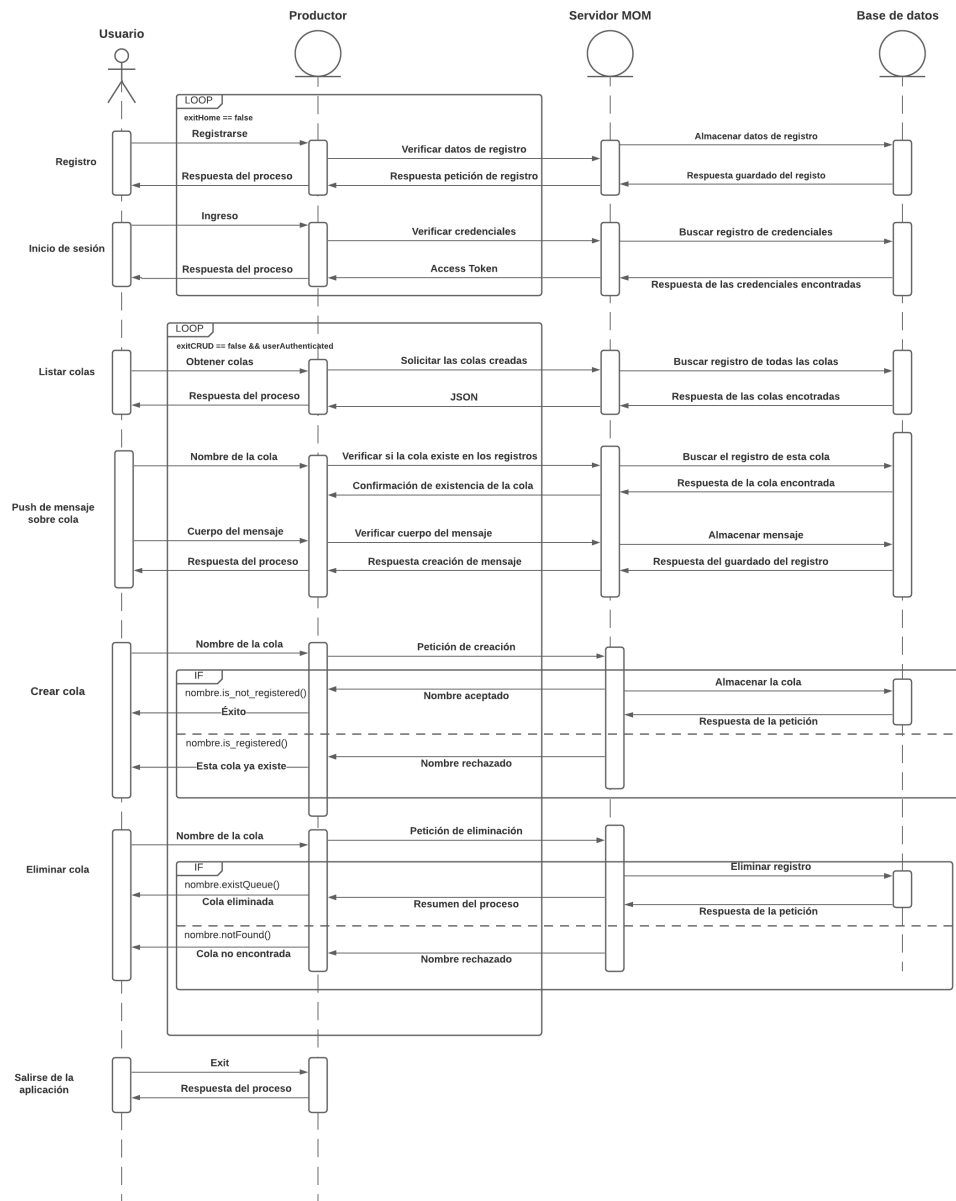 Usuario
Productor
Servidor MOM
Base de datos
LOOP
exitHome == false
Registro
Registrarse
Verificar datos de registro
Almacenar datos de registro
Respuesta del proceso
Respuesta petición de registro
Respuesta guardado del registo
Inicio de sesión
Ingreso
Verificar credenciales
Buscar registro de credenciales
Respuesta del proceso
Access Token
Respuesta de las credenciales encontradas
LOOP
exitCRUD == false && userAuthenticated
Listar colas
Obtener colas
Solicitar las colas creadas
Buscar registro de todas las colas
Respuesta del proceso
JSON
Respuesta de las colas encotradas
Push de mensaje
sobre cola
Nombre de la cola
Verificar si la cola existe en los registros
Buscar el registro de esta cola
Confirmación de existencia de la cola
Respuesta de la cola encontrada
Cuerpo del mensaje
Verificar cuerpo del mensaje
Almacenar mensaje
Respuesta del proceso
Respuesta creación de mensaje
Respuesta del guardado del registro
Crear cola
Nombre de la cola
Petición de creación
IF
nombre.is_not_registered()
Nombre aceptado
Almacenar la cola
Éxito
Respuesta de la petición
nombre.is_registered()
Esta cola ya existe
Nombre rechazado
Eliminar cola
Nombre de la cola
Petición de eliminación
IF
nombre.existQueue()
Eliminar registro
Cola eliminada
Resumen del proceso
Respuesta de la petición
nombre.notFound()
Cola no encontrada
Nombre rechazado
Salirse de la
aplicación
Exit
Respuesta del proceso